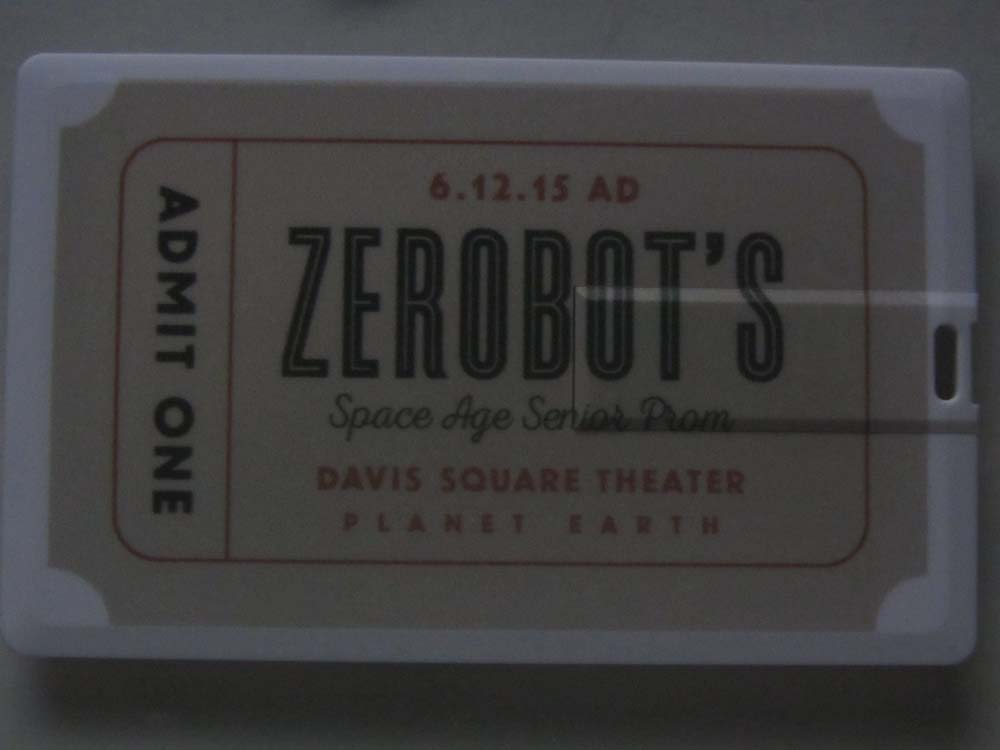 ADMIT ONE
6.12.15 AD
ZEROBOT'S
Space Age Senior Prom
DAVIS SQUARE THEATER
PLANET EARTH